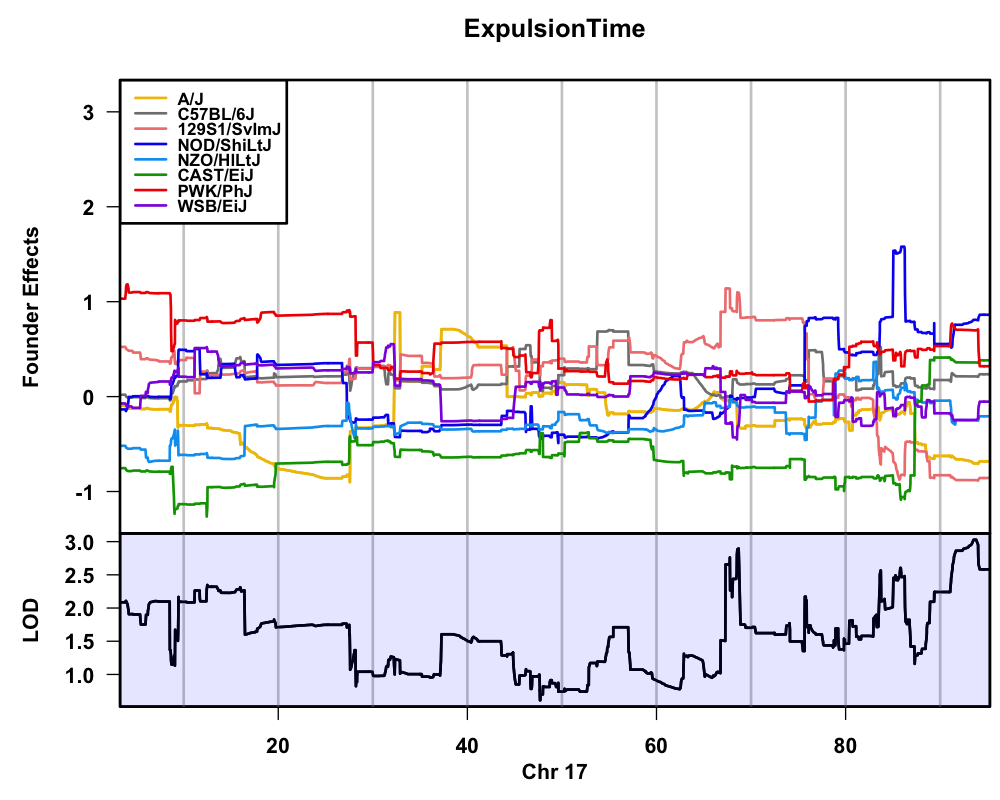 ExpulsionTime
A/J
C57BL/6J
129S1/SvImJ
NOD/ShiLtJ
NZO/HlLtJ
CAST/EiJ
PWK/PhJ
WSB/EiJ
Founder Effects
3
2
1
0
-1
LOD
3.0
2.5
2.0
1.5
1.0
20 40 60 80
Chr 17